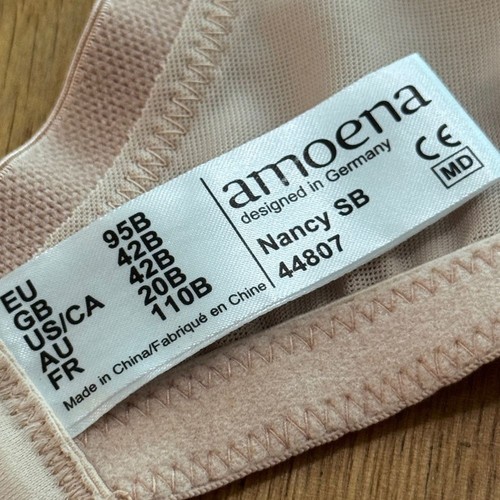 EU 95B
GB 42B
US/CA 42B
AU 20B
FR 110B
Made in China/Fabriqué en Chine
amoena
designed in Germany
Nancy SB
44807
CE
MD